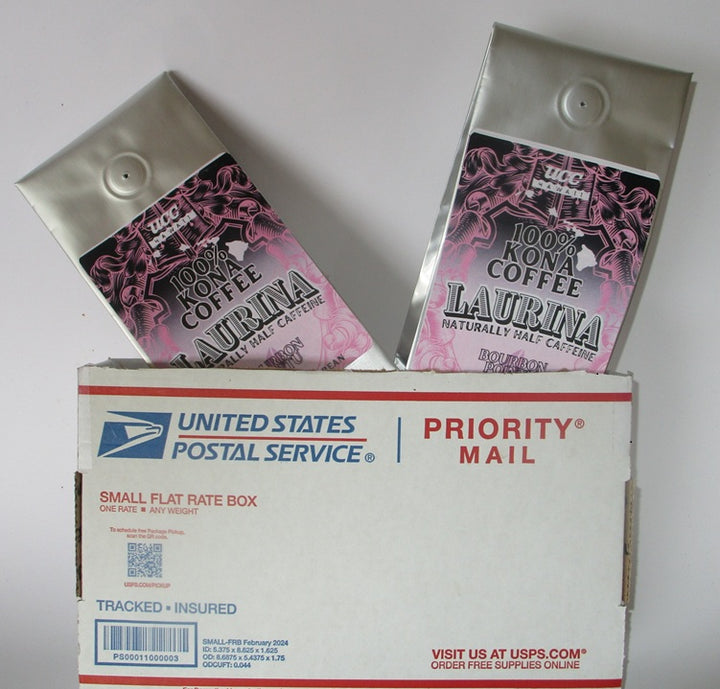 UCC
HAWAII
100%
KONA
COFFEE
LAURINA
NATURALLY HALF CAFFEINE
BOURBON
UCC
HAWAII
100%
KONA
COFFEE
LAURINA
NATURALLY HALF CAFFEINE
BOURBON
UNITED STATES
POSTAL SERVICE®
PRIORITY®
MAIL
SMALL FLAT RATE BOX
ONE RATE ■ ANY WEIGHT
To schedule free Package Pickup,
scan the QR code.
USPS.COM/PICKUP
TRACKED ■ INSURED
PS00011000003
SMALL-FRB February 2024
ID: 5.375 x 8.625 x 1.625
OD: 8.6875 x 5.4375 x 1.75
ODCUFT: 0.044
VISIT US AT USPS.COM®
ORDER FREE SUPPLIES ONLINE